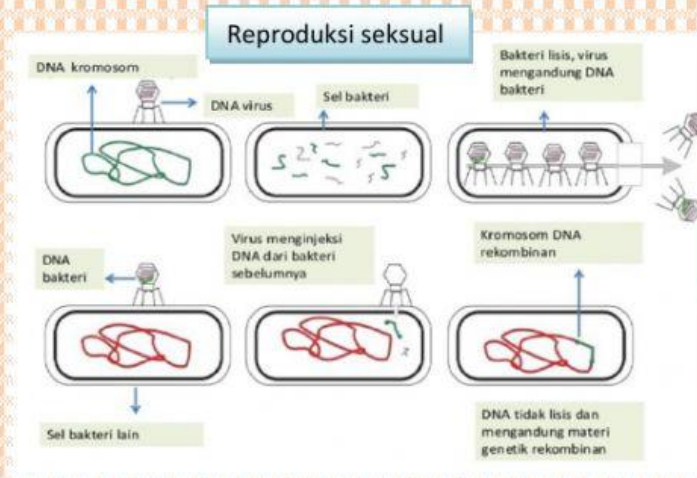 Reproduksi seksual
DNA kromosom
DNA virus
Sel bakteri
Bakteri lisis, virus
mengandung DNA
bakteri
DNA
bakteri
Virus menginjeksi
DNA dari bakteri
sebelumnya
Kromosom DNA
rekombinan
Sel bakteri lain
DNA tidak lisis dan
mengandung materi
genetik rekombinan